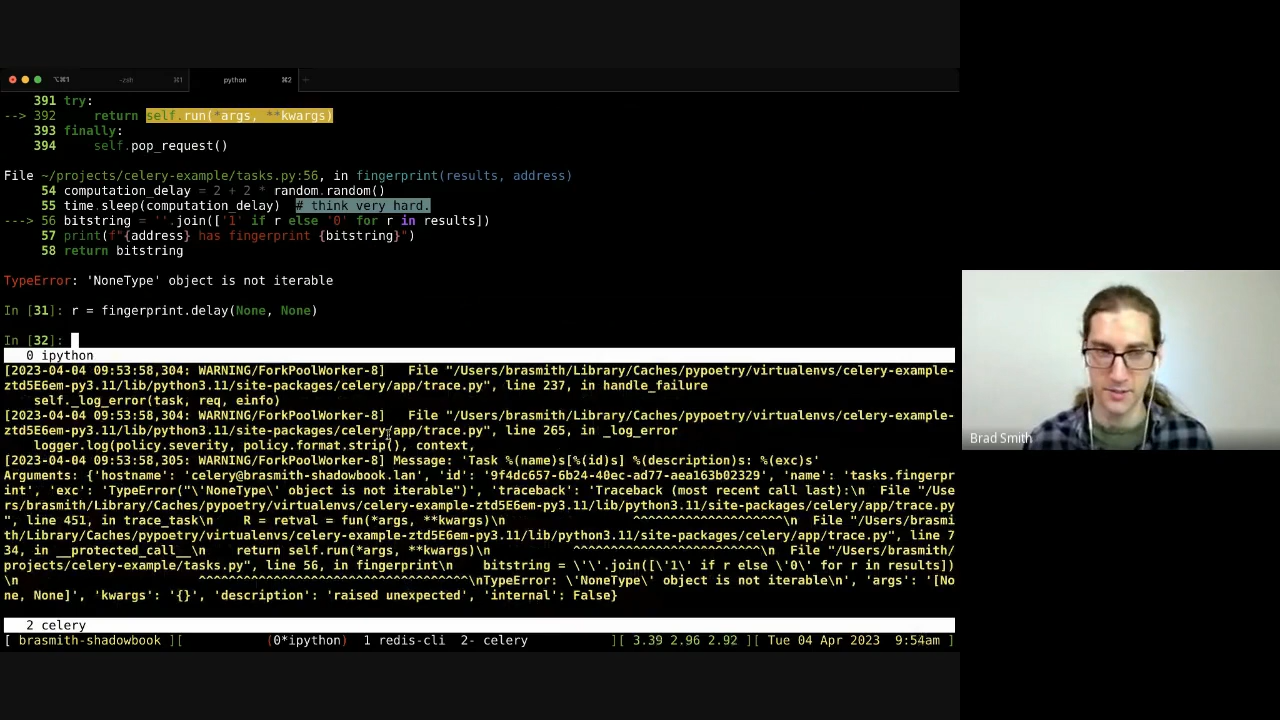 ⌥⌘1 -zsh ⌘1 python ⌘2 +
391 try:
--> 392 return self.run(*args, **kwargs)
393 finally:
394 self.pop_request()
File ~/projects/celery-example/tasks.py:56, in fingerprint(results, address)
54 computation_delay = 2 + 2 * random.random()
55 time.sleep(computation_delay) # think very hard.
---> 56 bitstring = ''.join(['1' if r else '0' for r in results])
57 print(f"{address} has fingerprint {bitstring}")
58 return bitstring
TypeError: 'NoneType' object is not iterable
In [31]: r = fingerprint.delay(None, None)
In [32]:
0 ipython
[2023-04-04 09:53:58,304: WARNING/ForkPoolWorker-8] File "/Users/brasmith/Library/Caches/pypoetry/virtualenvs/celery-example-
ztd5E6em-py3.11/lib/python3.11/site-packages/celery/app/trace.py", line 237, in handle_failure
self._log_error(task, req, einfo)
[2023-04-04 09:53:58,304: WARNING/ForkPoolWorker-8] File "/Users/brasmith/Library/Caches/pypoetry/virtualenvs/celery-example-
ztd5E6em-py3.11/lib/python3.11/site-packages/celery/app/trace.py", line 265, in _log_error
logger.log(policy.severity, policy.format.strip(), context,
[2023-04-04 09:53:58,305: WARNING/ForkPoolWorker-8] Message: 'Task %(name)s[%(id)s] %(description)s: %(exc)s'
Arguments: {'hostname': 'celery@brasmith-shadowbook.lan', 'id': '9f4dc657-6b24-40ec-ad77-aea163b02329', 'name': 'tasks.fingerpr
int', 'exc': 'TypeError("\'NoneType\' object is not iterable")', 'traceback': 'Traceback (most recent call last):\n File "/Use
rs/brasmith/Library/Caches/pypoetry/virtualenvs/celery-example-ztd5E6em-py3.11/lib/python3.11/site-packages/celery/app/trace.py
", line 451, in trace_task\n R = retval = fun(*args, **kwargs)\n ^^^^^^^^^^^^^^^^^^^^\n File "/Users/brasmi
th/Library/Caches/pypoetry/virtualenvs/celery-example-ztd5E6em-py3.11/lib/python3.11/site-packages/celery/app/trace.py", line 7
34, in __protected_call__\n return self.run(*args, **kwargs)\n ^^^^^^^^^^^^^^^^^^^^^^^^^\n File "/Users/brasmith/
projects/celery-example/tasks.py", line 56, in fingerprint\n bitstring = \'\'.join([\'1\' if r else \'0\' for r in results])
\n ^^^^^^^^^^^^^^^^^^^^^^^^^^^^^^^^^^^^\nTypeError: \'NoneType\' object is not iterable\n', 'args': '[No
ne, None]', 'kwargs': '{}', 'description': 'raised unexpected', 'internal': False}
2 celery
[ brasmith-shadowbook ][ (0*ipython) 1 redis-cli 2- celery ][ 3.39 2.96 2.92 ][ Tue 04 Apr 2023 9:54am ]
Brad Smith